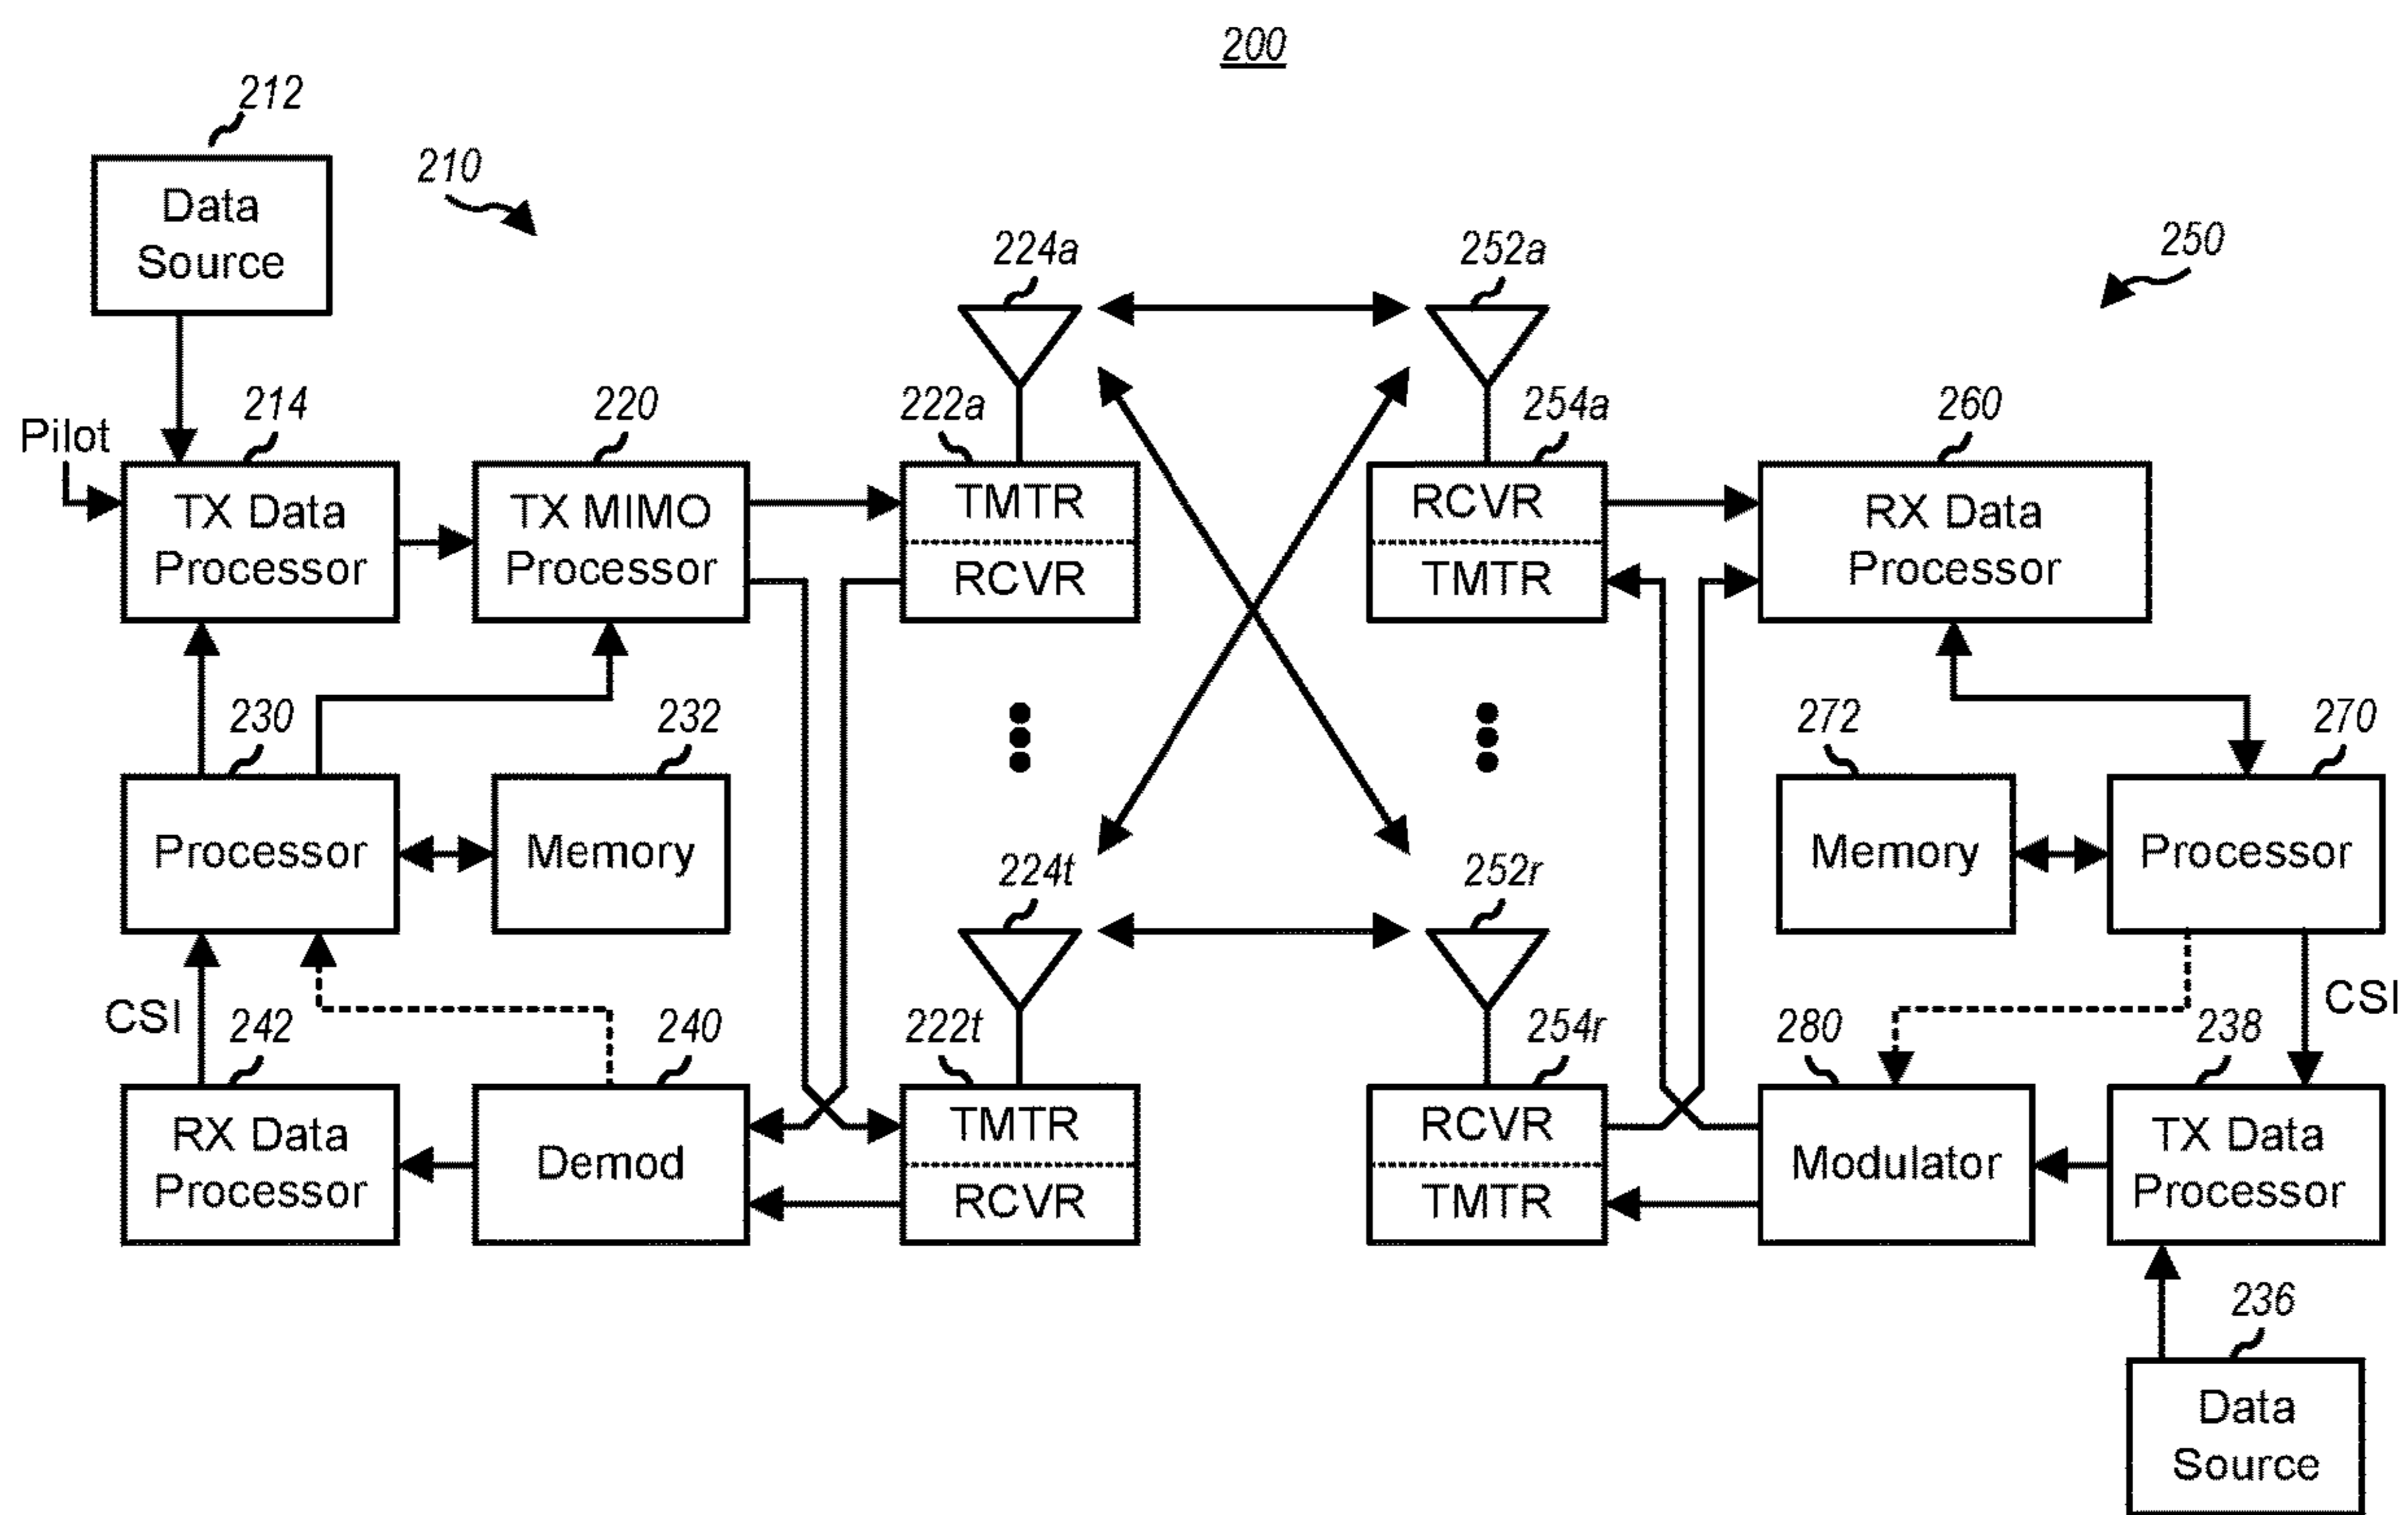 200
212
Data
Source
210
224a
252a
250
Pilot
214
220
222a
254a
260
TX Data
Processor
TX MIMO
Processor
TMTR
RCVR
RCVR
TMTR
RX Data
Processor
230
232
272
270
Processor
Memory
Memory
Processor
224t
252r
CSI
CSI
242
240
222t
254r
280
238
RX Data
Processor
Demod
TMTR
RCVR
RCVR
TMTR
Modulator
TX Data
Processor
236
Data
Source